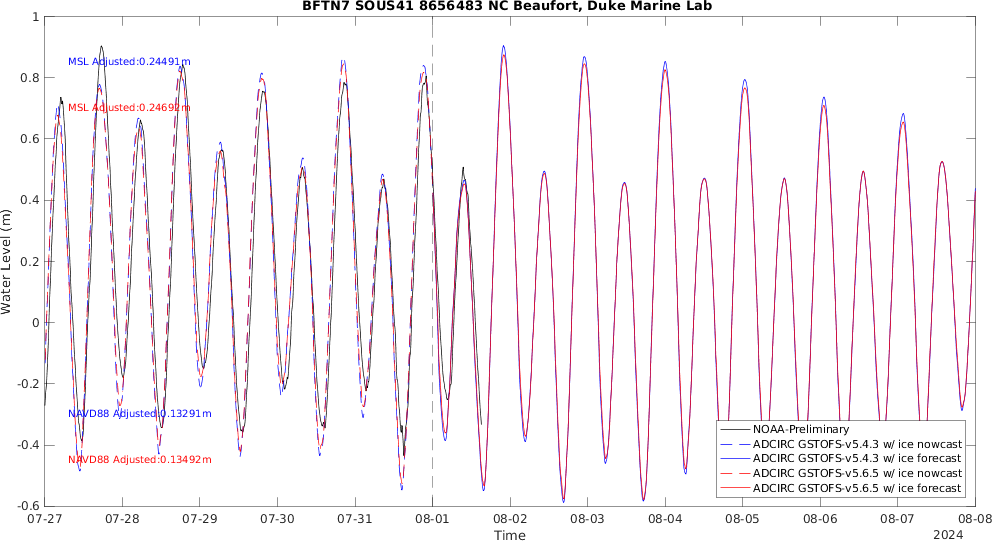 BFTN7 SOUS41 8656483 NC Beaufort, Duke Marine Lab
1
0.8
0.6
0.4
0.2
0
-0.2
-0.4
-0.6
Water Level (m)
MSL Adjusted:0.24491m
MSL Adjusted:0.24692m
NAVD88 Adjusted:0.13291m
NAVD88 Adjusted:0.13492m
NOAA-Preliminary
ADCIRC GSTOFS-v5.4.3 w/ ice nowcast
ADCIRC GSTOFS-v5.4.3 w/ ice forecast
ADCIRC GSTOFS-v5.6.5 w/ ice nowcast
ADCIRC GSTOFS-v5.6.5 w/ ice forecast
07-27 07-28 07-29 07-30 07-31 08-01 08-02 08-03 08-04 08-05 08-06 08-07 08-08
Time
2024